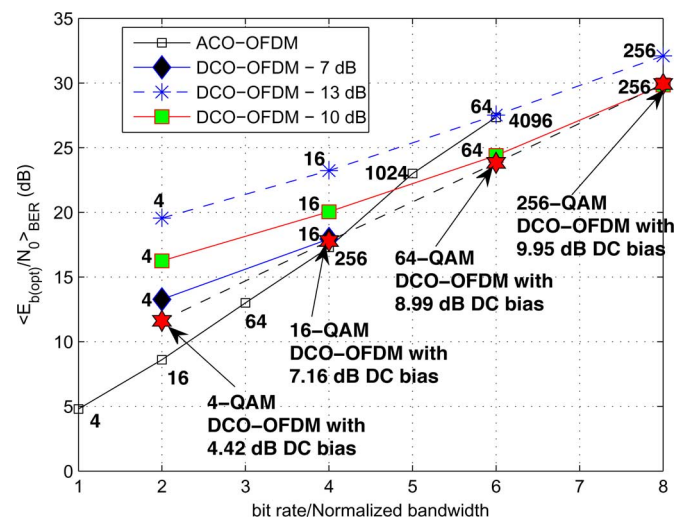 ACO−OFDM
DCO−OFDM − 7 dB
DCO−OFDM − 13 dB
DCO−OFDM − 10 dB
35
30
25
20
15
10
5
0
<E_b(opt)/N_0>_BER (dB)
256
256
64
4096
64
1024
16
16
16
256
4
4
4
64
16
4
256−QAM
DCO−OFDM with
9.95 dB DC bias
64−QAM
DCO−OFDM with
8.99 dB DC bias
16−QAM
DCO−OFDM with
7.16 dB DC bias
4−QAM
DCO−OFDM with
4.42 dB DC bias
1 2 3 4 5 6 7 8
bit rate/Normalized bandwidth